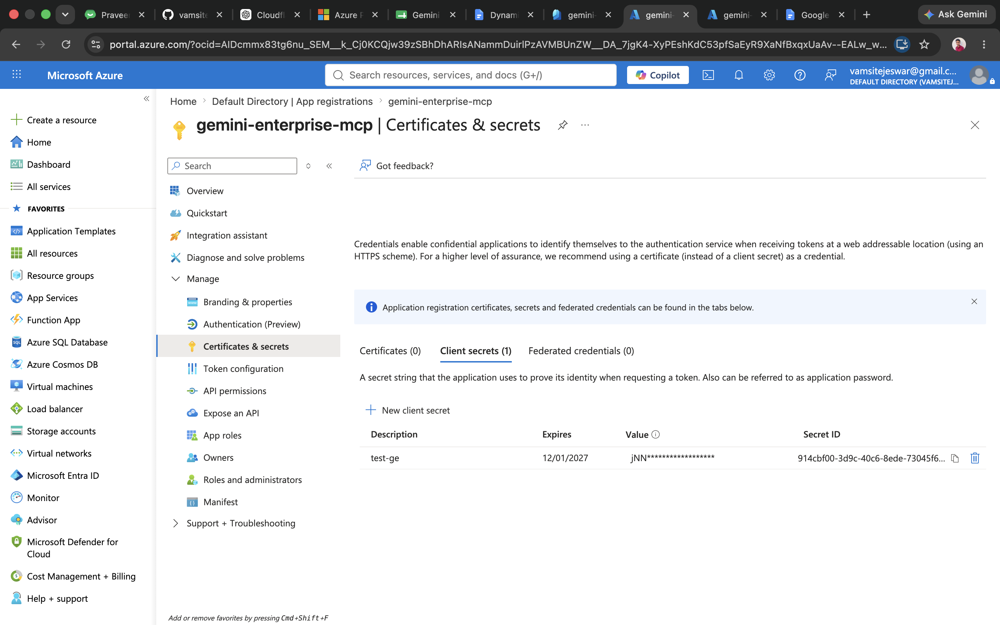 Praveen
vamsite
Cloudfl
Azure P
Gemini
Dynami
gemini-
gemini-
gemini-
Google
Ask Gemini
portal.azure.com/?ocid=AIDcmmx83tg6nu_SEM__k_Cj0KCQjw39zSBhDhARIsANammDuirlPzAVMBUnZW__DA_7jgK4-XyPEshKdC53pfSaEyR9XaNfBxqxUaAv--EALw_w...
Microsoft Azure
Search resources, services, and docs (G+/)
Copilot
vamsitejeswar@gmail.c...
DEFAULT DIRECTORY (VAMSITEJ...
Create a resource
Home
Dashboard
All services
FAVORITES
Application Templates
All resources
Resource groups
App Services
Function App
Azure SQL Database
Azure Cosmos DB
Virtual machines
Load balancer
Storage accounts
Virtual networks
Microsoft Entra ID
Monitor
Advisor
Microsoft Defender for
Cloud
Cost Management + Billing
Help + support
Home > Default Directory | App registrations > gemini-enterprise-mcp
gemini-enterprise-mcp | Certificates & secrets
Search
Overview
Quickstart
Integration assistant
Diagnose and solve problems
Manage
Branding & properties
Authentication (Preview)
Certificates & secrets
Token configuration
API permissions
Expose an API
App roles
Owners
Roles and administrators
Manifest
Support + Troubleshooting
Add or remove favorites by pressing Cmd+Shift+F
Got feedback?
Credentials enable confidential applications to identify themselves to the authentication service when receiving tokens at a web addressable location (using an
HTTPS scheme). For a higher level of assurance, we recommend using a certificate (instead of a client secret) as a credential.
Application registration certificates, secrets and federated credentials can be found in the tabs below.
Certificates (0) Client secrets (1) Federated credentials (0)
A secret string that the application uses to prove its identity when requesting a token. Also can be referred to as application password.
New client secret
Description Expires Value Secret ID
test-ge 12/01/2027 jNN****************** 914cbf00-3d9c-40c6-8ede-73045f6...